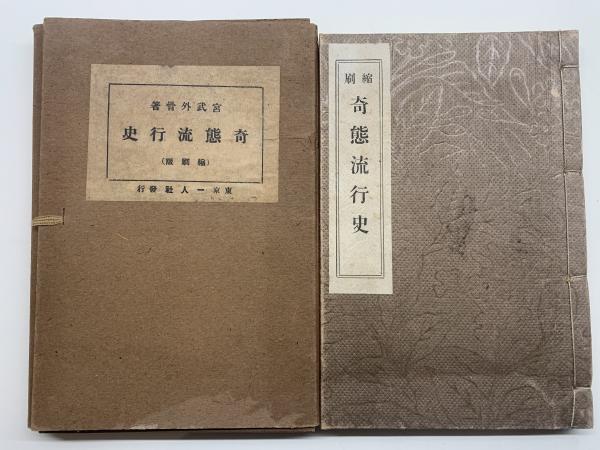 宮武外骨著
奇態流行史
(縮刷版)
東京一人社發行
縮刷
奇態流行史